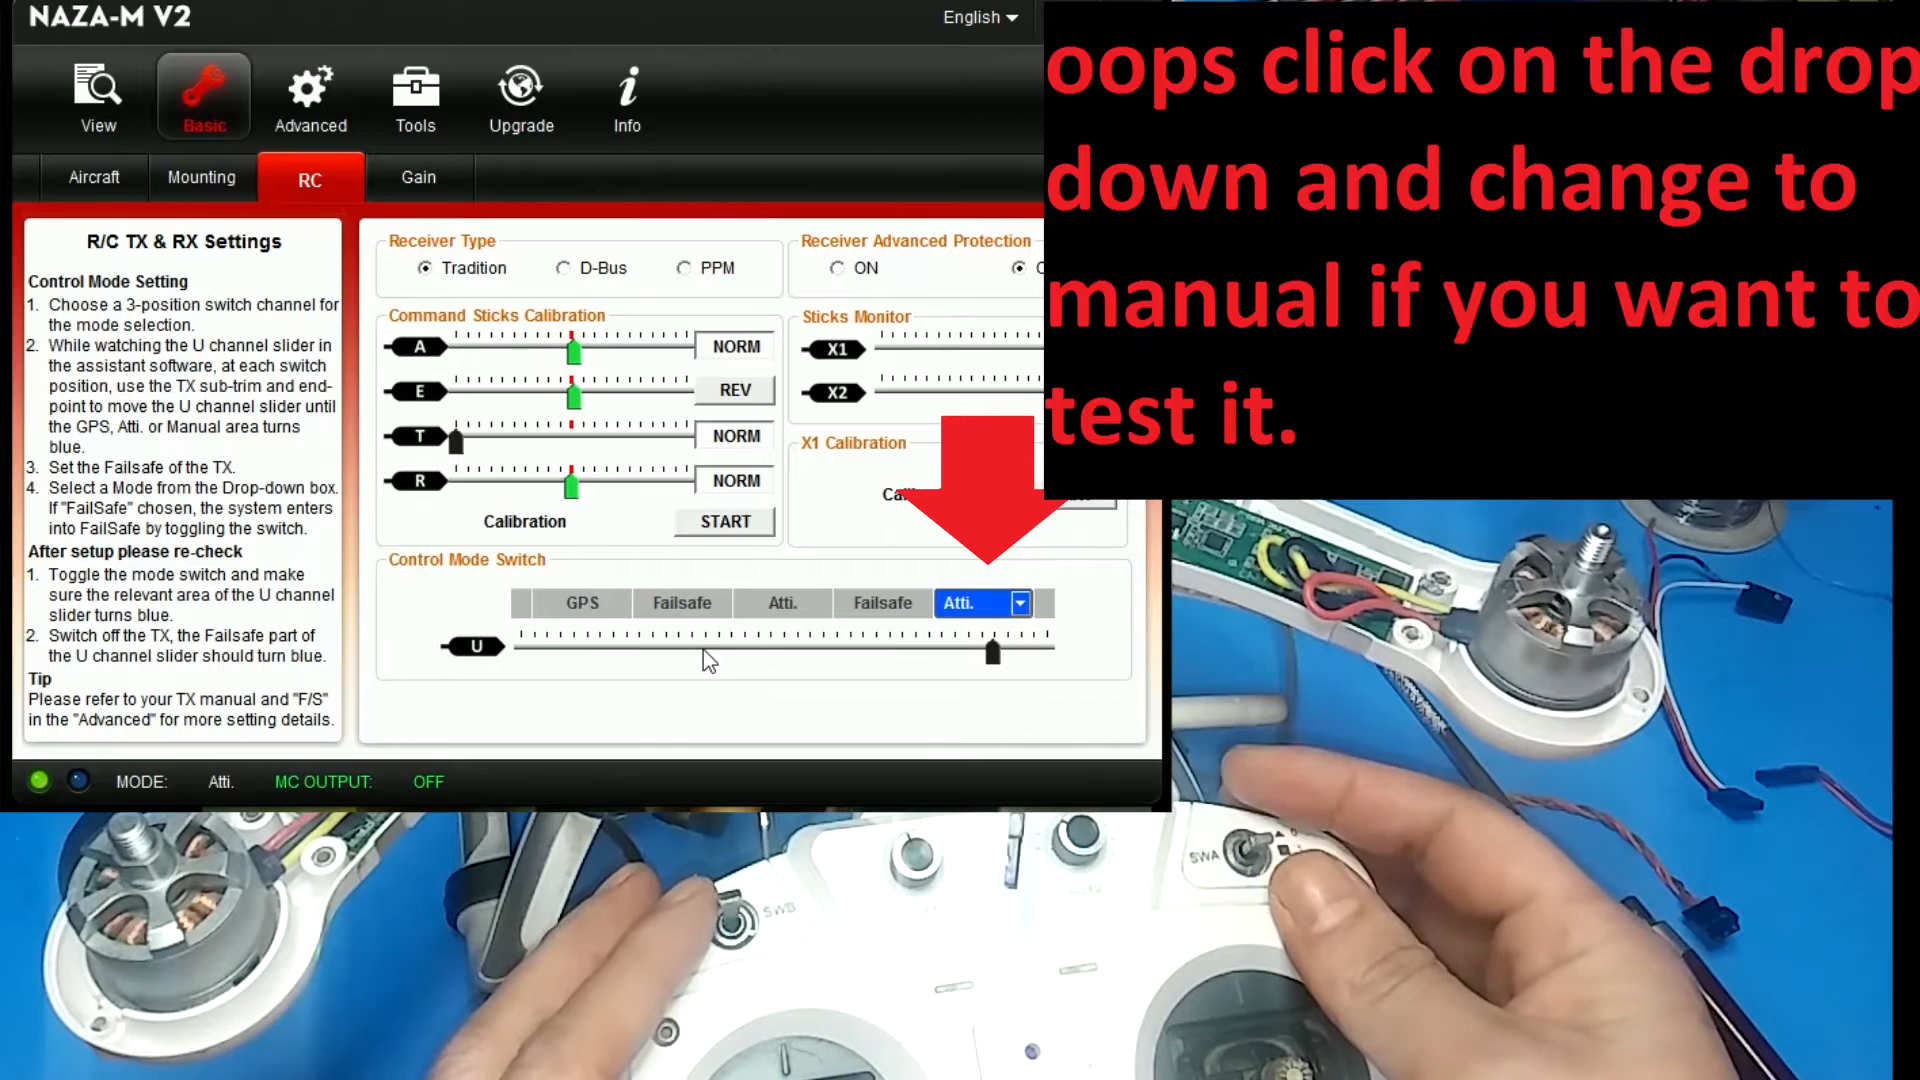 NAZA-M V2
English
oops click on the drop
down and change to
manual if you want to
test it.
View
Basic
Advanced
Tools
Upgrade
Info
Aircraft
Mounting
RC
Gain
R/C TX & RX Settings
Control Mode Setting
1. Choose a 3-position switch channel for
the mode selection.
2. While watching the U channel slider in
the assistant software, at each switch
position, use the TX sub-trim and end-
point to move the U channel slider until
the GPS, Atti. or Manual area turns
blue.
3. Set the Failsafe of the TX.
4. Select a Mode from the Drop-down box.
If "FailSafe" chosen, the system enters
into FailSafe by toggling the switch.
After setup please re-check
1. Toggle the mode switch and make
sure the relevant area of the U channel
slider turns blue.
2. Switch off the TX, the Failsafe part of
the U channel slider should turn blue.
Tip
Please refer to your TX manual and "F/S"
in the "Advanced" for more setting details.
Receiver Type
Tradition
D-Bus
PPM
Command Sticks Calibration
A
NORM
E
REV
T
NORM
R
NORM
Calibration
START
Receiver Advanced Protection
ON
Sticks Monitor
X1
X2
X1 Calibration
Control Mode Switch
GPS
Failsafe
Atti.
Failsafe
Atti.
U
MODE:
Atti.
MC OUTPUT:
OFF
SWB
SWA